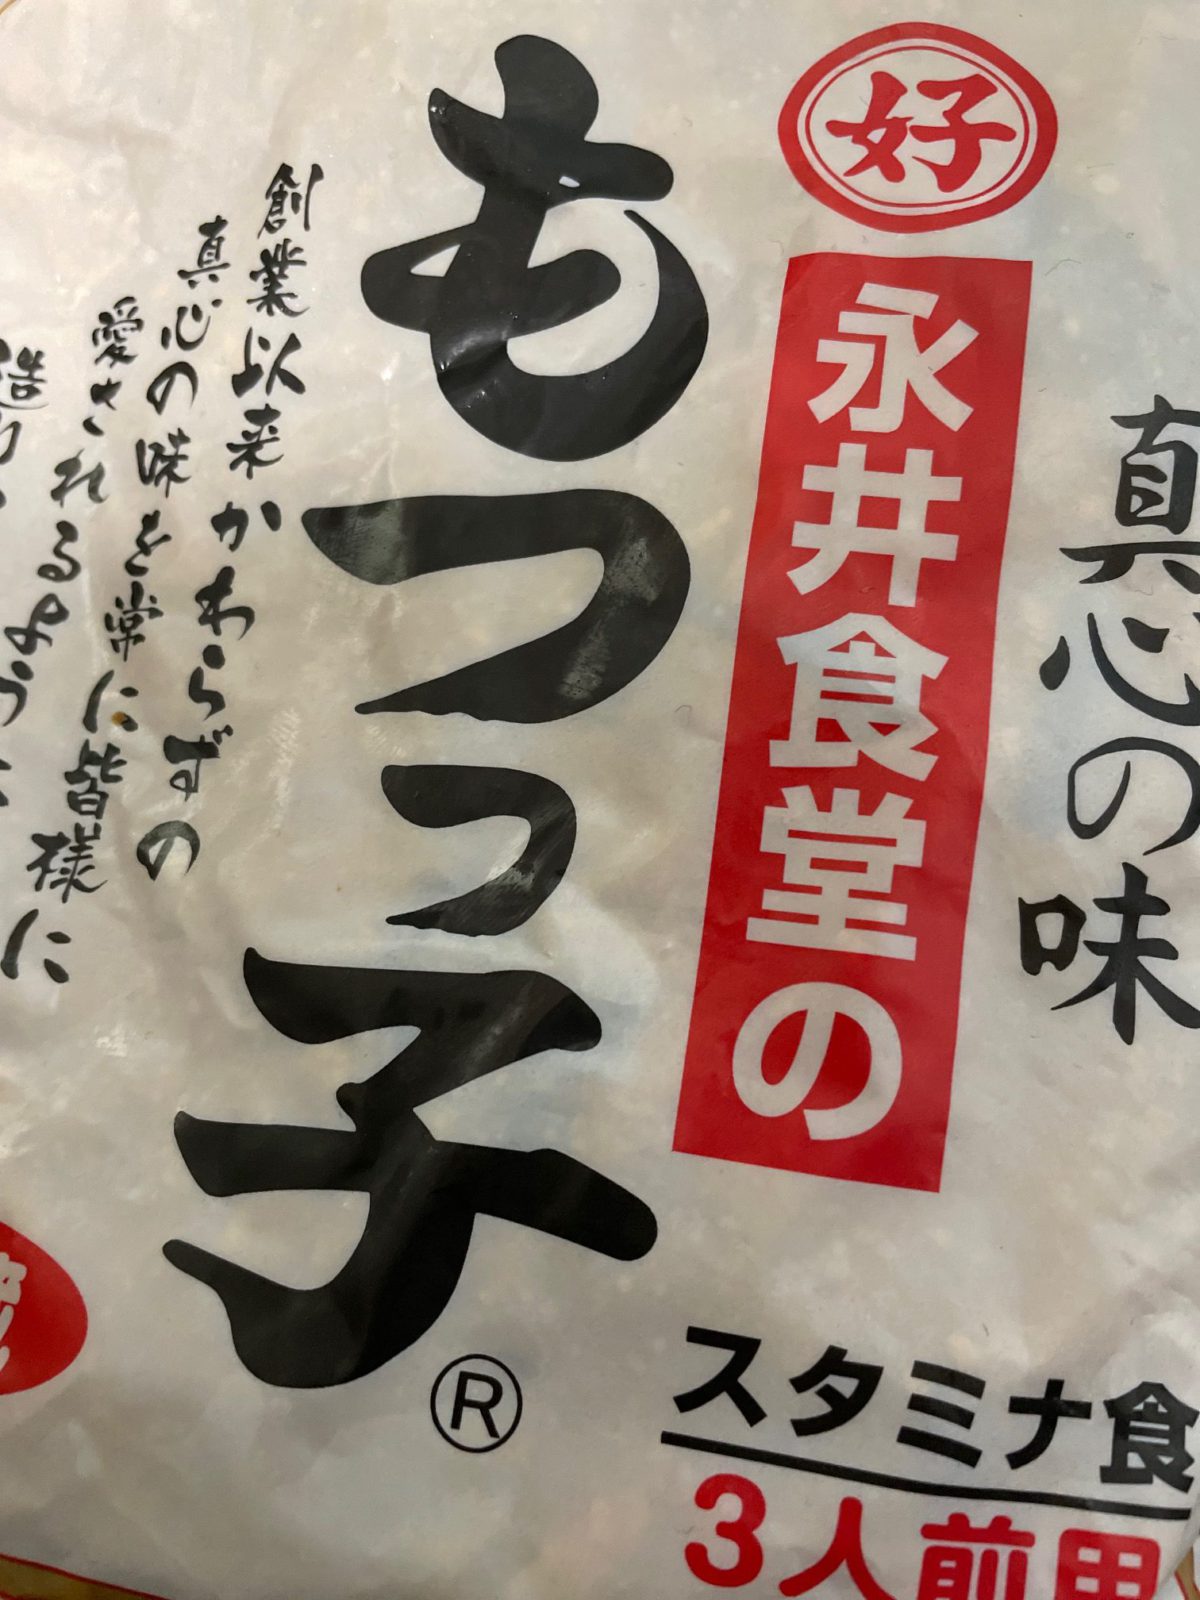 真心の味
好
永井食堂の
もつっ子
®
創業以来かわらずの
真心の味を常に皆様に
愛されるように
スタミナ食
3人前用